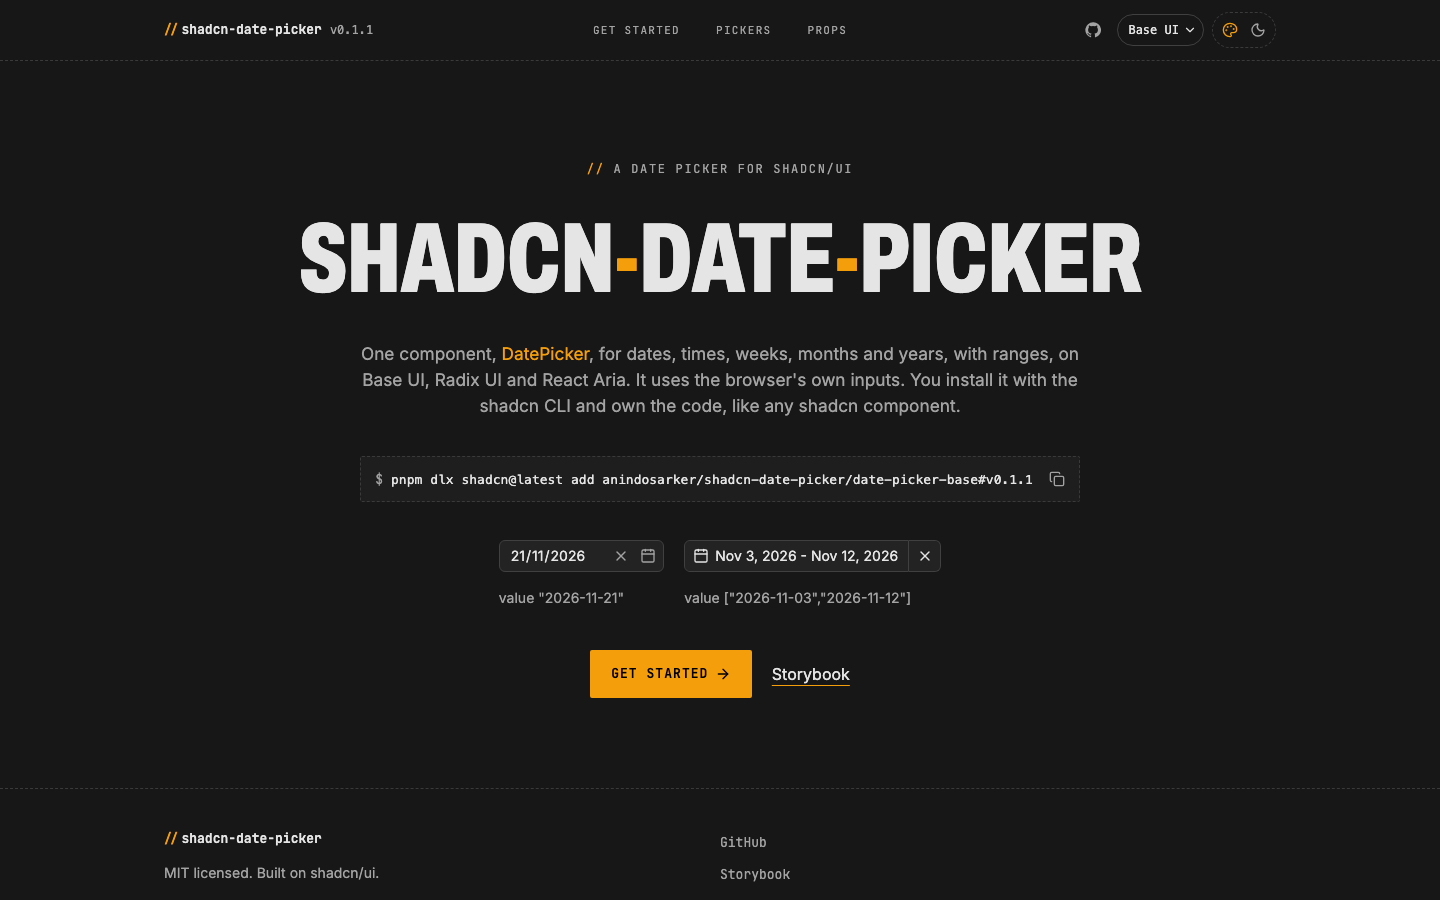 // shadcn-date-picker v0.1.1
GET STARTED PICKERS PROPS
Base UI
// A DATE PICKER FOR SHADCN/UI
SHADCN-DATE-PICKER
One component, DatePicker, for dates, times, weeks, months and years, with ranges, on
Base UI, Radix UI and React Aria. It uses the browser's own inputs. You install it with the
shadcn CLI and own the code, like any shadcn component.
$ pnpm dlx shadcn@latest add anindosarker/shadcn-date-picker/date-picker-base#v0.1.1
21/11/2026
Nov 3, 2026 - Nov 12, 2026
value "2026-11-21"
value ["2026-11-03","2026-11-12"]
GET STARTED →
Storybook
// shadcn-date-picker
MIT licensed. Built on shadcn/ui.
GitHub
Storybook